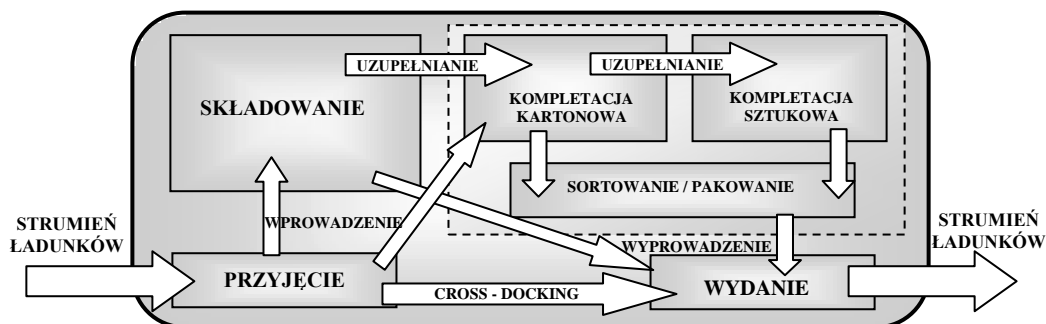 UZUPEŁNIANIE
UZUPEŁNIANIE
SKŁADOWANIE
KOMPLETACJA
KARTONOWA
KOMPLETACJA
SZTUKOWA
SORTOWANIE / PAKOWANIE
STRUMIEŃ
ŁADUNKÓW
WPROWADZENIE
WYPROWADZENIE
STRUMIEŃ
ŁADUNKÓW
PRZYJĘCIE
CROSS - DOCKING
WYDANIE